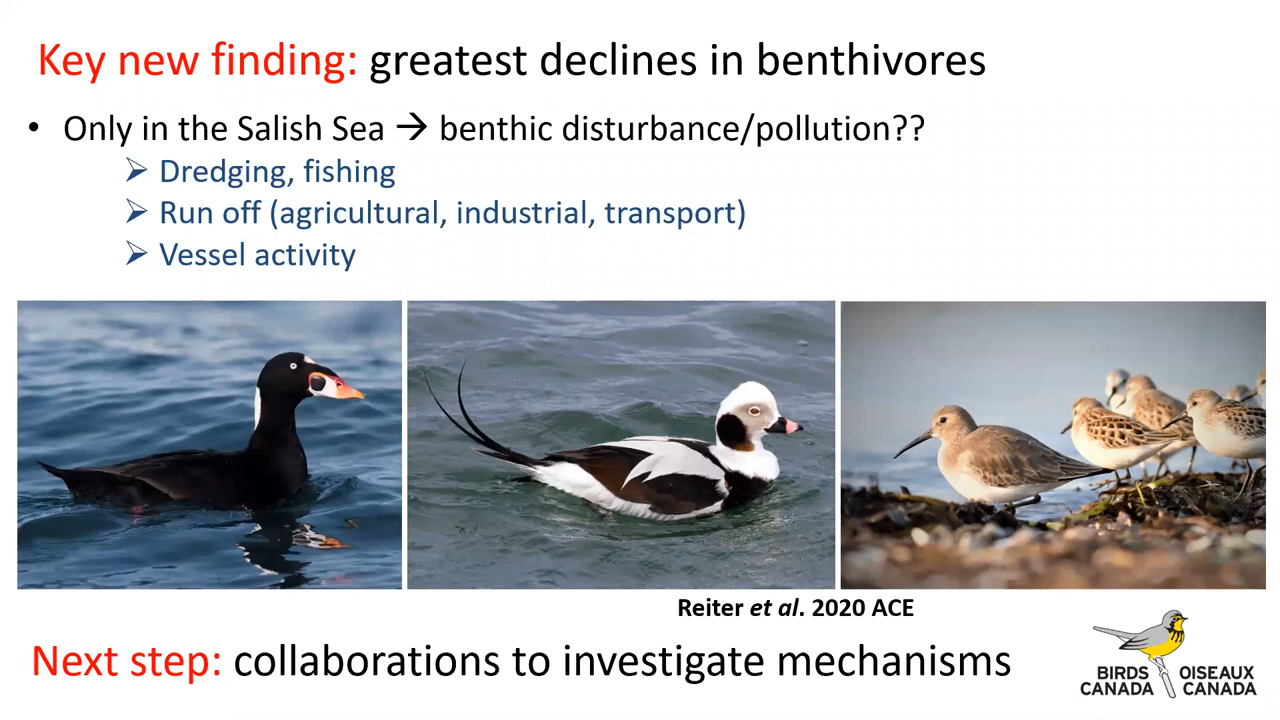 Key new finding: greatest declines in benthivores
• Only in the Salish Sea → benthic disturbance/pollution??
➢ Dredging, fishing
➢ Run off (agricultural, industrial, transport)
➢ Vessel activity
Reiter et al. 2020 ACE
Next step: collaborations to investigate mechanisms
BIRDS CANADA
OISEAUX CANADA